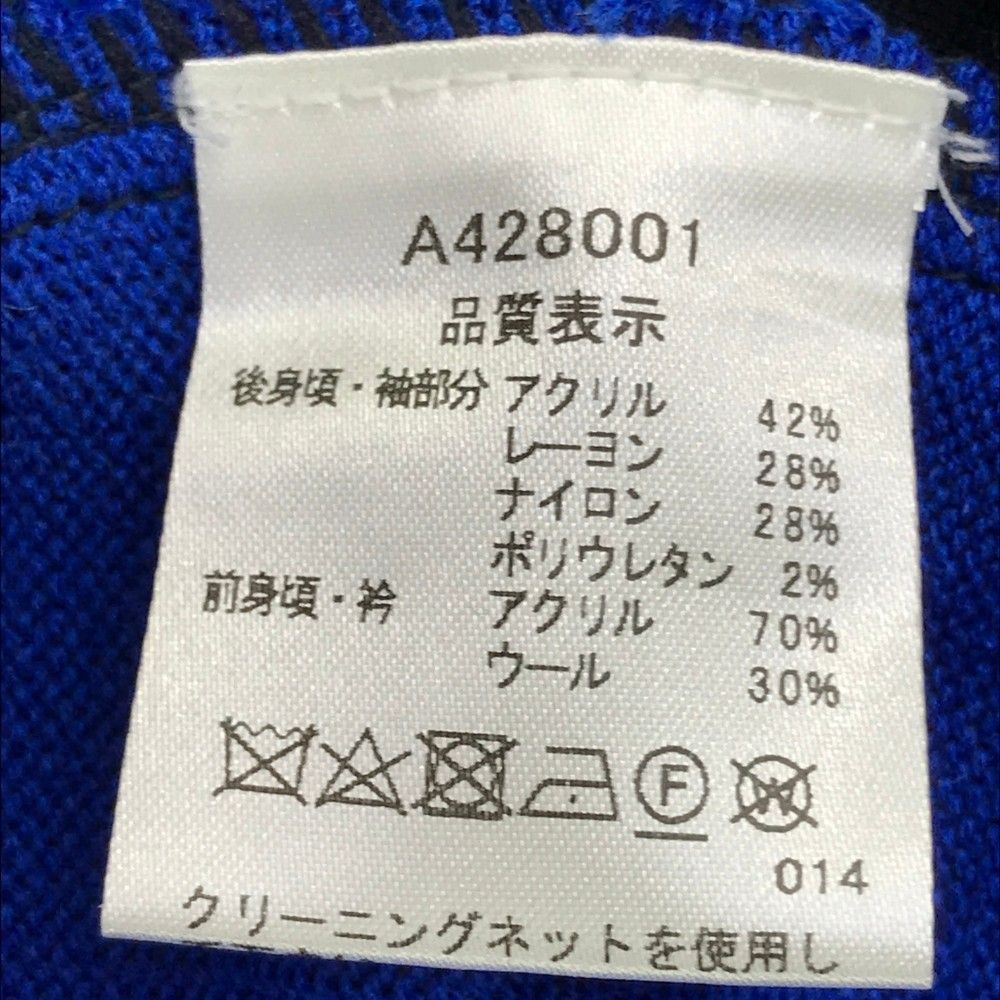 A428001
品質表示
後身頃・袖部分 アクリル 42%
レーヨン 28%
ナイロン 28%
ポリウレタン 2%
前身頃・衿 アクリル 70%
ウール 30%
F W
014
クリーニングネットを使用し